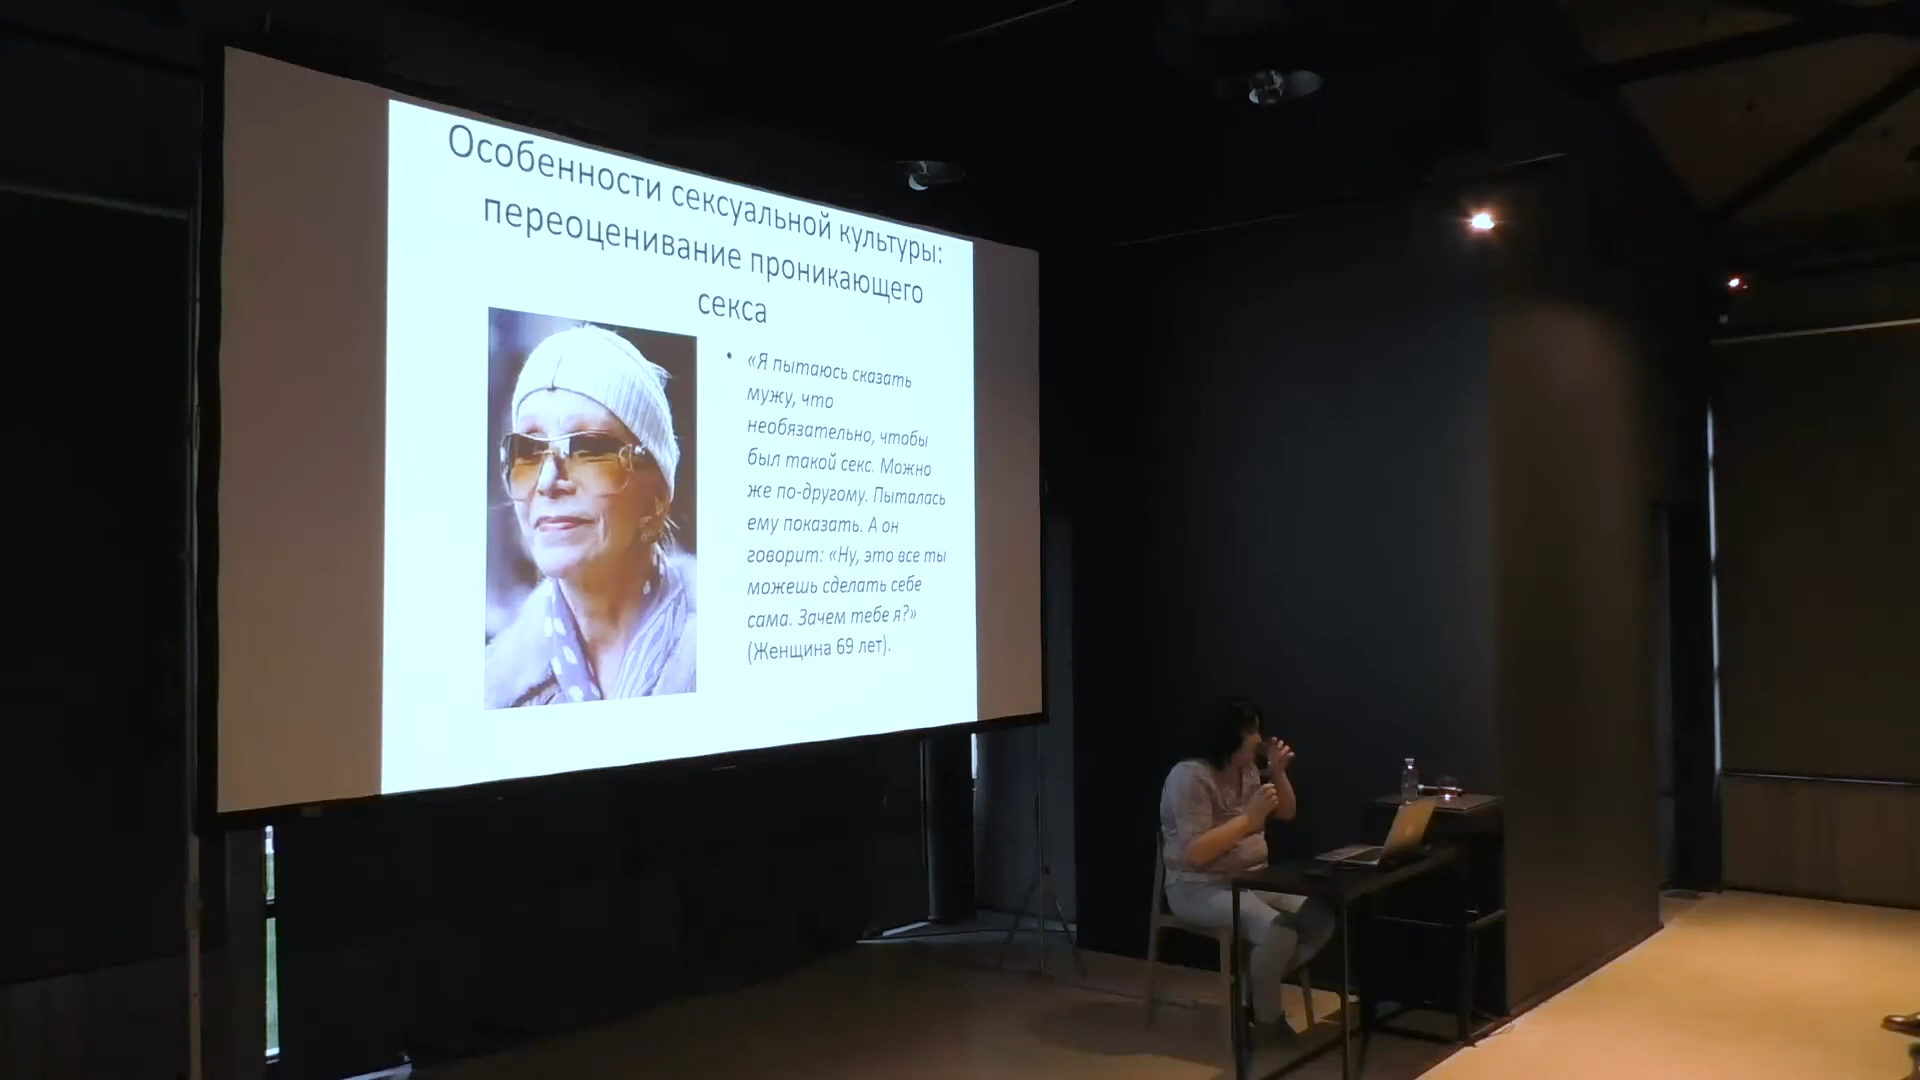 Особенности сексуальной культуры:
переоценивание проникающего
секса
• «Я пытаюсь сказать
мужу, что
необязательно, чтобы
был такой секс. Можно
же по-другому. Пыталась
ему показать. А он
говорит: «Ну, это все ты
можешь сделать себе
сама. Зачем тебе я?»
(Женщина 69 лет).